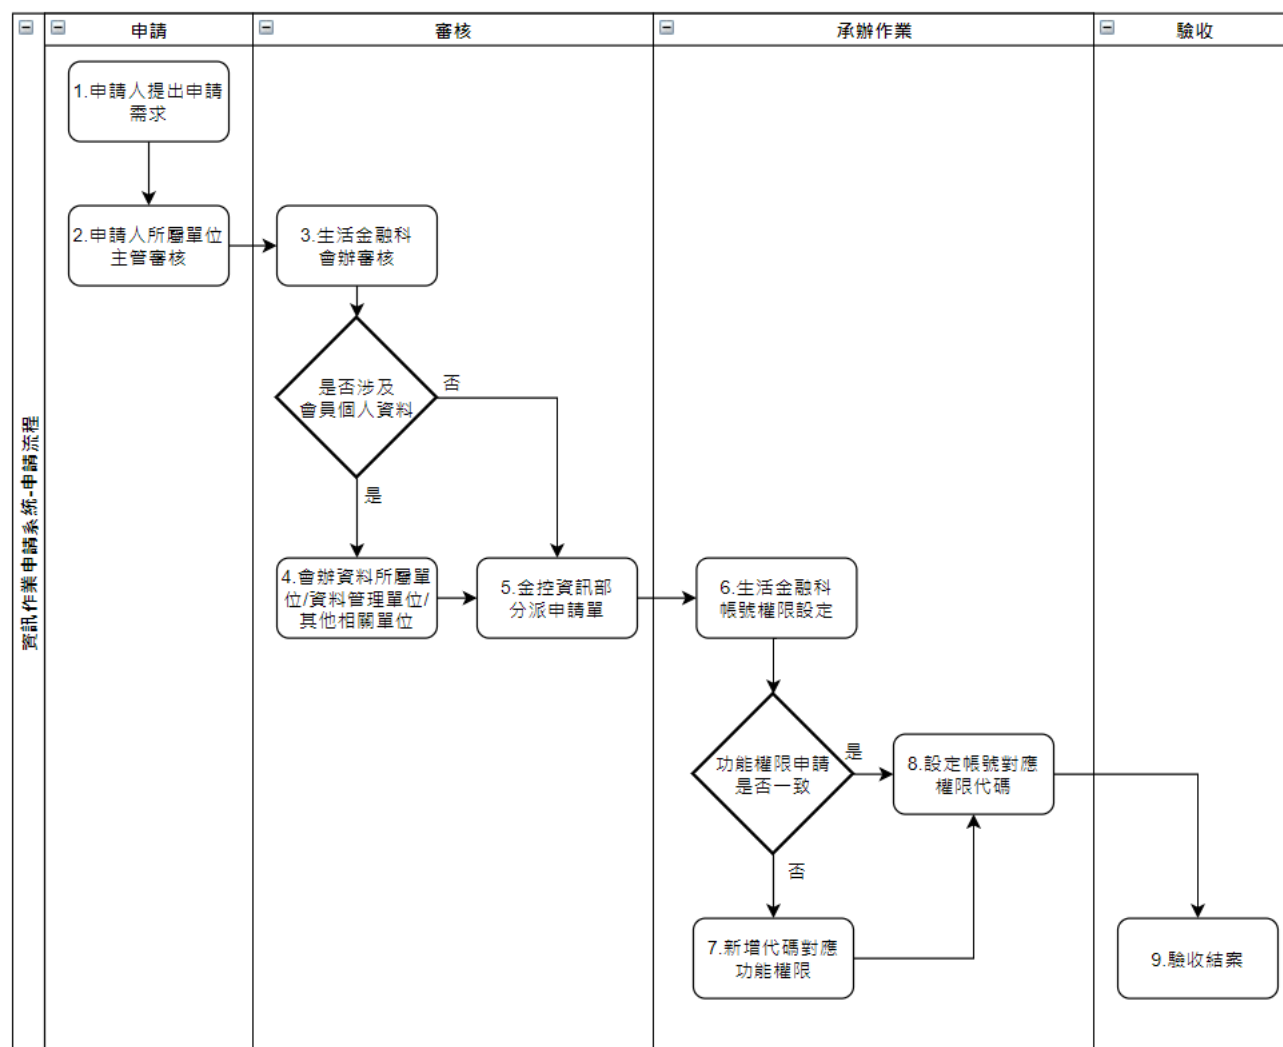 資訊作業申請系統-申請流程
申請
審核
承辦作業
驗收
1.申請人提出申請
需求
2.申請人所屬單位
主管審核
3.生活金融科
會辦審核
是否涉及
會員個人資料
否
是
4.會辦資料所屬單
位/資料管理單位/
其他相關單位
5.金控資訊部
分派申請單
6.生活金融科
帳號權限設定
功能權限申請
是否一致
是
否
7.新增代碼對應
功能權限
8.設定帳號對應
權限代碼
9.驗收結案